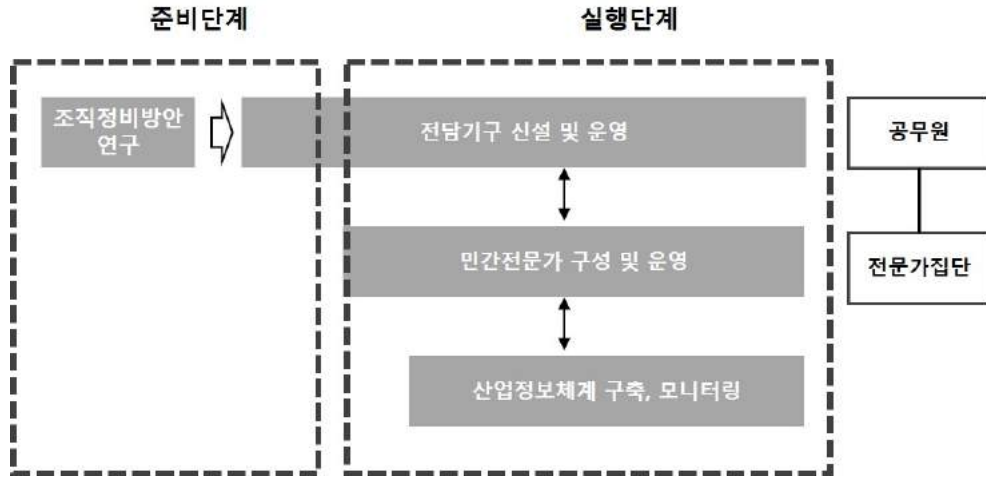 준비단계
실행단계
조직정비방안
연구
전담기구 신설 및 운영
공무원
민간전문가 구성 및 운영
전문가집단
산업정보체계 구축, 모니터링